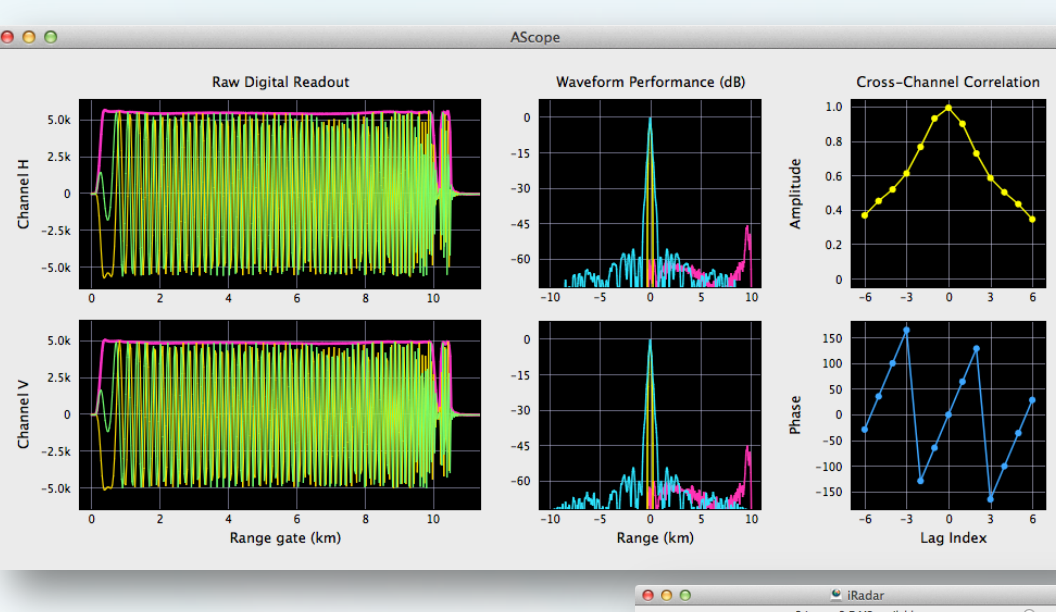 AScope
Raw Digital Readout
Waveform Performance (dB)
Cross-Channel Correlation
Channel H
5.0k
2.5k
0
-2.5k
-5.0k
0 2 4 6 8 10
0
-15
-30
-45
-60
-10 -5 0 5 10
Amplitude
1.0
0.8
0.6
0.4
0.2
0
-6 -3 0 3 6
Channel V
5.0k
2.5k
0
-2.5k
-5.0k
0 2 4 6 8 10
Range gate (km)
0
-15
-30
-45
-60
-10 -5 0 5 10
Range (km)
Phase
150
100
50
0
-50
-100
-150
-6 -3 0 3 6
Lag Index
iRadar